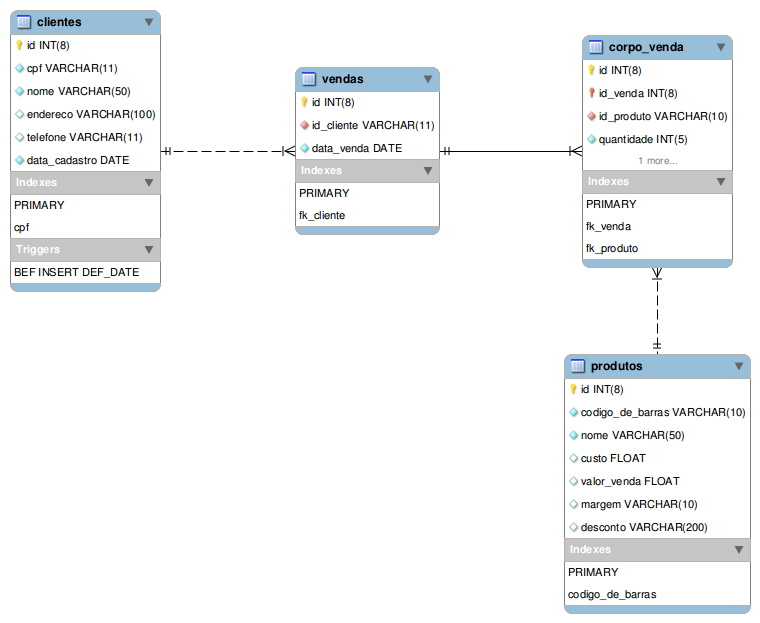 clientes
id INT(8)
cpf VARCHAR(11)
nome VARCHAR(50)
endereco VARCHAR(100)
telefone VARCHAR(11)
data_cadastro DATE
Indexes
PRIMARY
cpf
Triggers
BEF INSERT DEF_DATE
vendas
id INT(8)
id_cliente VARCHAR(11)
data_venda DATE
Indexes
PRIMARY
fk_cliente
corpo_venda
id INT(8)
id_venda INT(8)
id_produto VARCHAR(10)
quantidade INT(5)
1 more...
Indexes
PRIMARY
fk_venda
fk_produto
produtos
id INT(8)
codigo_de_barras VARCHAR(10)
nome VARCHAR(50)
custo FLOAT
valor_venda FLOAT
margem VARCHAR(10)
desconto VARCHAR(200)
Indexes
PRIMARY
codigo_de_barras